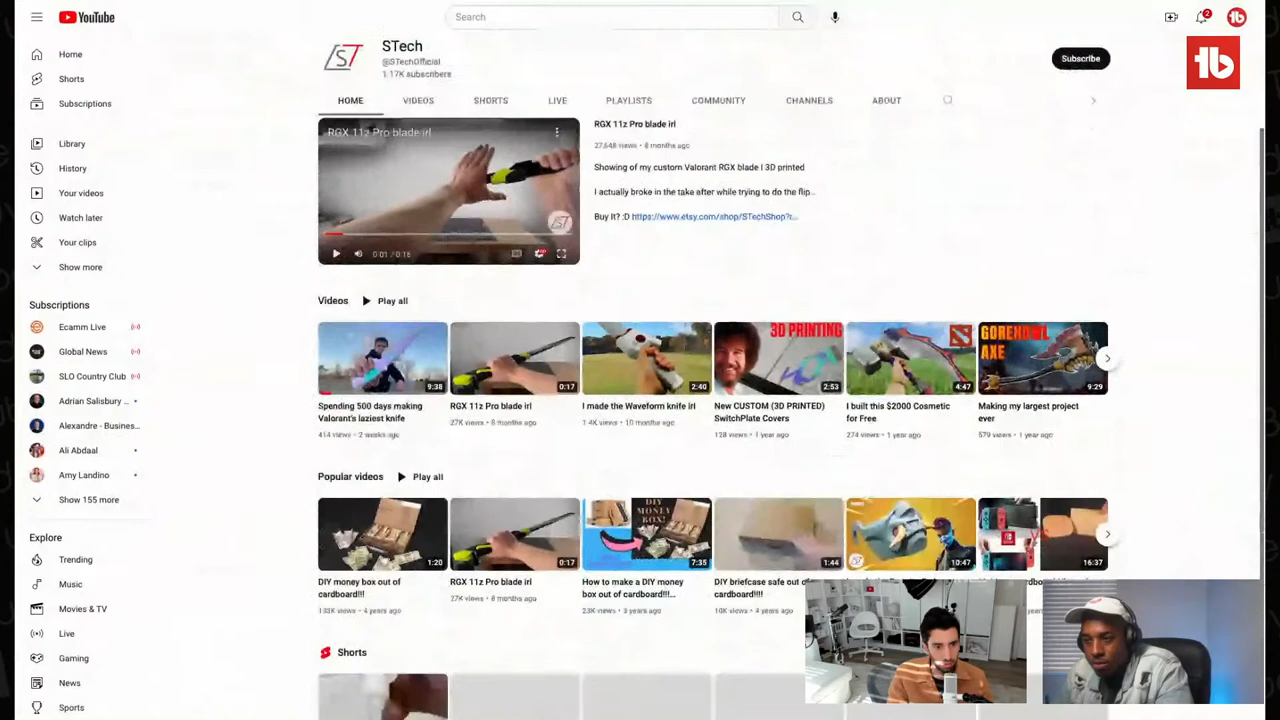 YouTube
Search
2
Home
Shorts
Subscriptions
Library
History
Your videos
Watch later
Your clips
Show more
Subscriptions
Ecamm Live
Global News
SLO Country Club
Adrian Salisbury ...
Alexandre - Busines...
Ali Abdaal
Amy Landino
Show 155 more
Explore
Trending
Music
Movies & TV
Live
Gaming
News
Sports
ST
STech
@STechOfficial
1.17K subscribers
Subscribe
HOME VIDEOS SHORTS LIVE PLAYLISTS COMMUNITY CHANNELS ABOUT
RGX 11z Pro blade irl
0:01 / 0:16
RGX 11z Pro blade irl
27,648 views • 8 months ago
Showing of my custom Valorant RGX blade I 3D printed
I actually broke in the take after while trying to do the flip...
Buy It? :D https://www.etsy.com/shop/STechShop?r...
Videos Play all
9:38
0:17
2:40
3D PRINTING
2:53
4:47
GOREHOWL
AXE
9:29
Spending 500 days making
Valorant's laziest knife
414 views • 2 weeks ago
RGX 11z Pro blade irl
27K views • 8 months ago
I made the Waveform knife irl
1.4K views • 10 months ago
New CUSTOM (3D PRINTED)
SwitchPlate Covers
128 views • 1 year ago
I built this $2000 Cosmetic
for Free
274 views • 1 year ago
Making my largest project
ever
579 views • 1 year ago
Popular videos Play all
1:20
0:17
DIY
MONEY
BOX!
7:35
1:44
10:47
16:37
DIY money box out of
cardboard!!!
133K views • 4 years ago
RGX 11z Pro blade irl
27K views • 8 months ago
How to make a DIY money
box out of cardboard!!!...
23K views • 3 years ago
DIY briefcase safe out of
cardboard!!!!
10K views • 4 years ago
Shorts